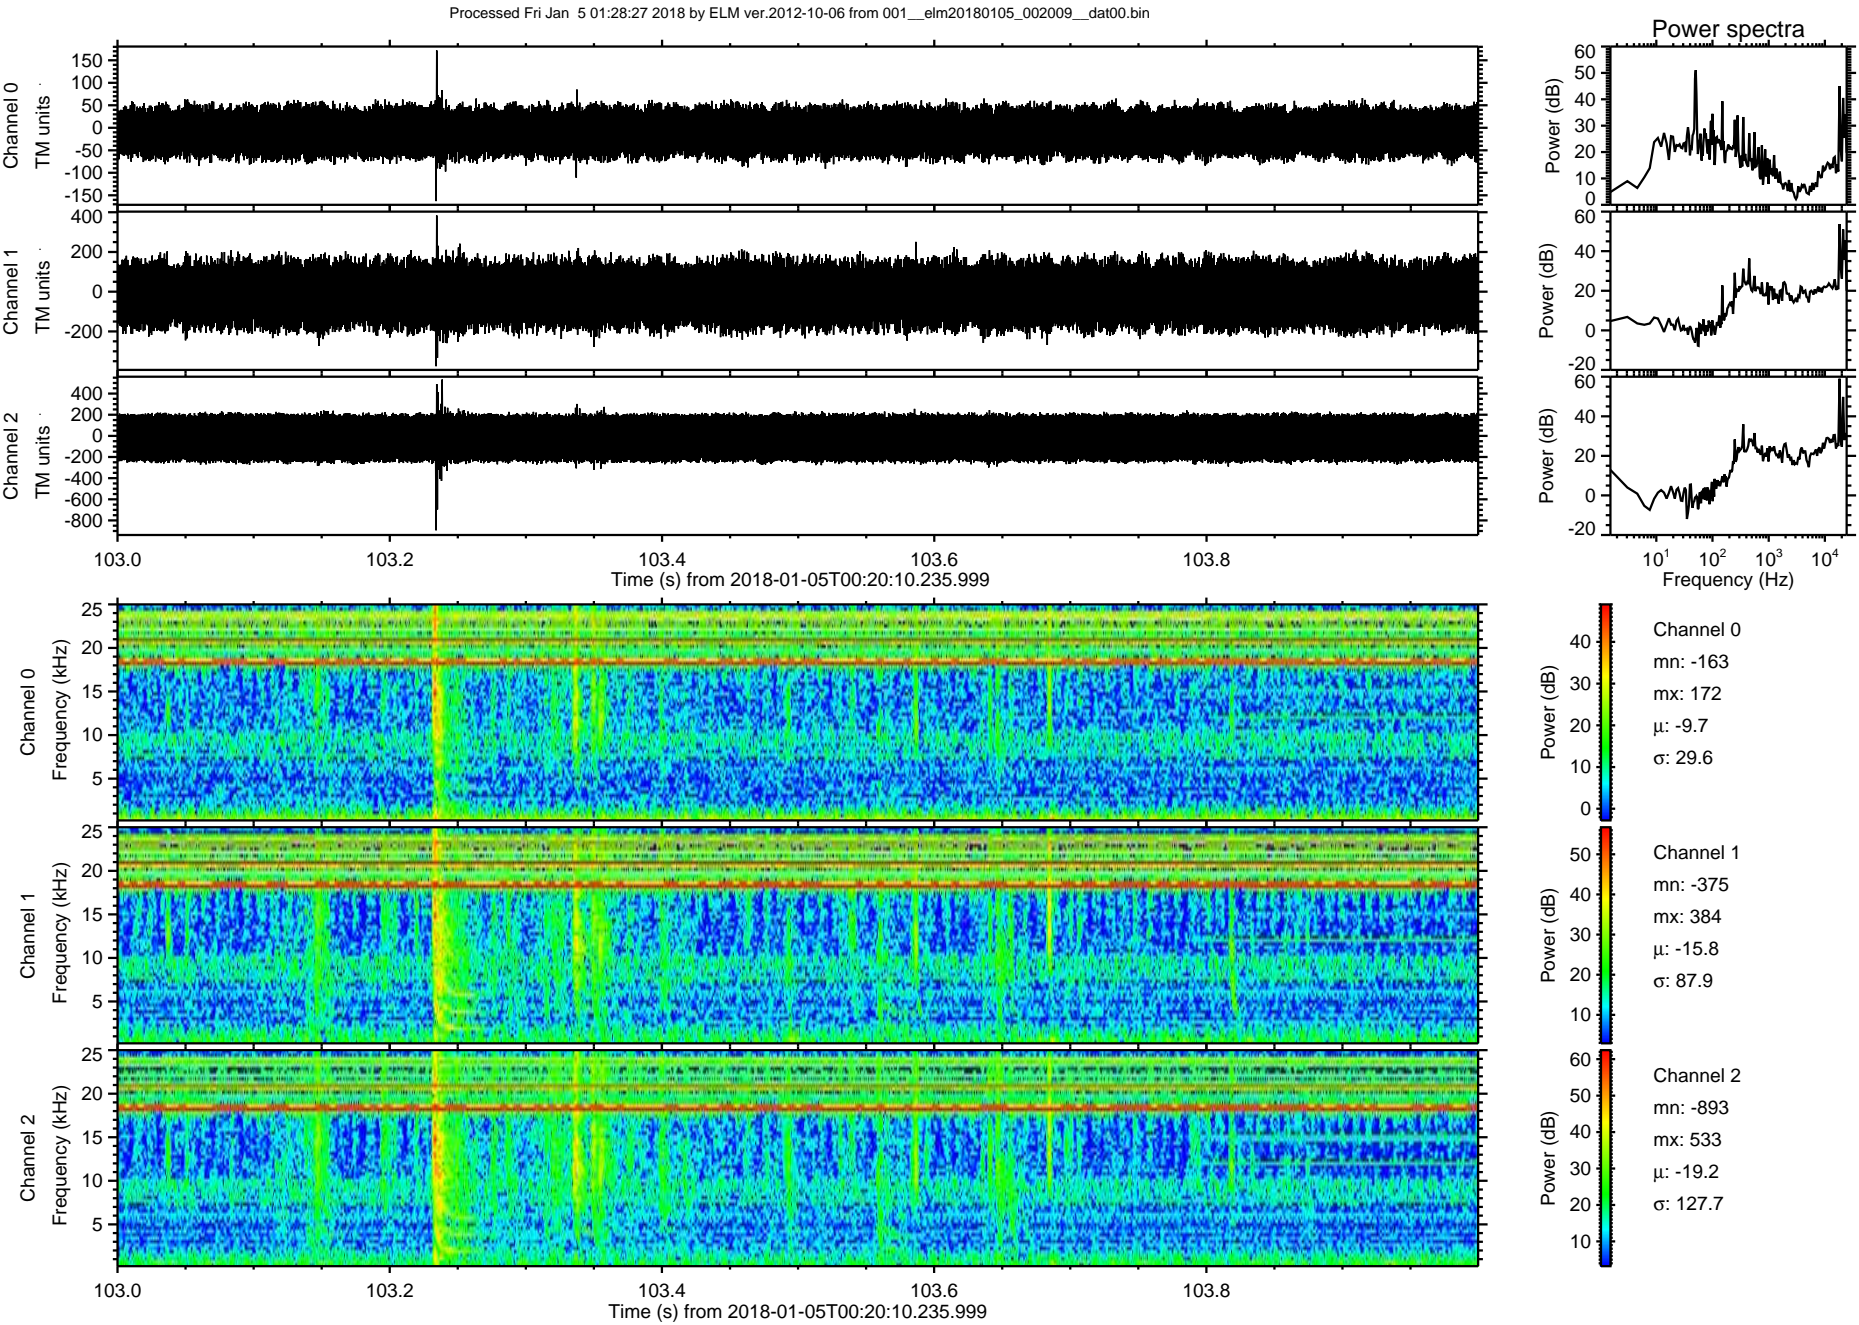 Processed Fri Jan  5 01:28:27 2018 by ELM ver.2012-10-06 from 001__elm20180105_002009__dat00.bin
Power spectra
Channel 0
TM units
150
100
50
0
-50
-100
-150
Power (dB)
60
50
40
30
20
10
0
Channel 1
TM units
400
200
0
-200
Power (dB)
60
40
20
0
-20
Channel 2
TM units
400
200
0
-200
-400
-600
-800
Power (dB)
60
40
20
0
-20
103.0 103.2 103.4 103.6 103.8
Time (s) from 2018-01-05T00:20:10.235.999
10^1 10^2 10^3 10^4
Frequency (Hz)
Channel 0
Frequency (kHz)
25
20
15
10
5
Power (dB)
40
30
20
10
0
Channel 0
mn: -163
mx: 172
μ: -9.7
σ: 29.6
Channel 1
Frequency (kHz)
25
20
15
10
5
Power (dB)
50
40
30
20
10
Channel 1
mn: -375
mx: 384
μ: -15.8
σ: 87.9
Channel 2
Frequency (kHz)
25
20
15
10
5
Power (dB)
60
50
40
30
20
10
Channel 2
mn: -893
mx: 533
μ: -19.2
σ: 127.7
103.0 103.2 103.4 103.6 103.8
Time (s) from 2018-01-05T00:20:10.235.999